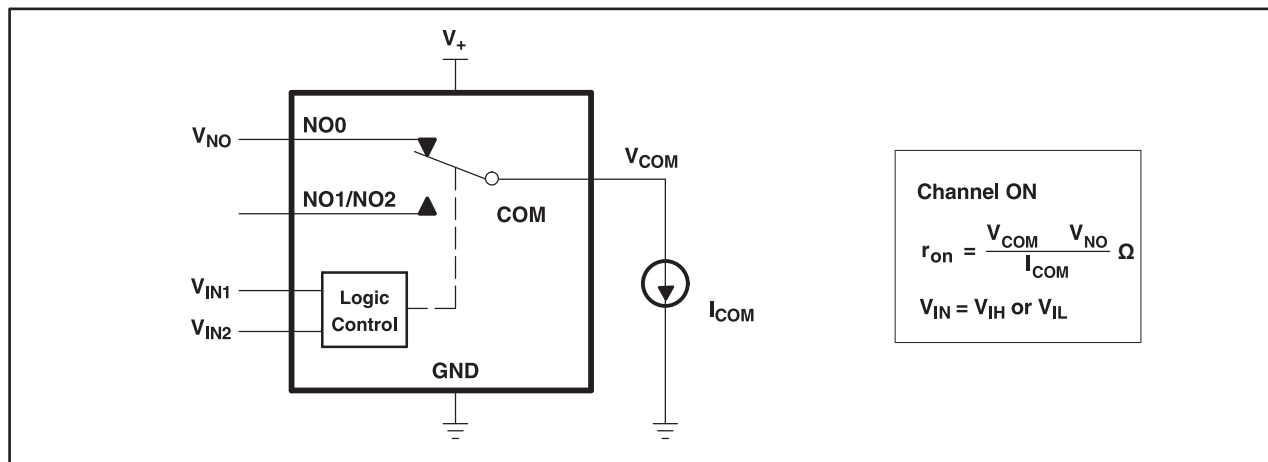 V+
VNO
NO0
VCOM
NO1/NO2
COM
VIN1
VIN2
Logic
Control
ICOM
GND
Channel ON
ron = VCOM VNO / ICOM Ω
VIN = VIH or VIL